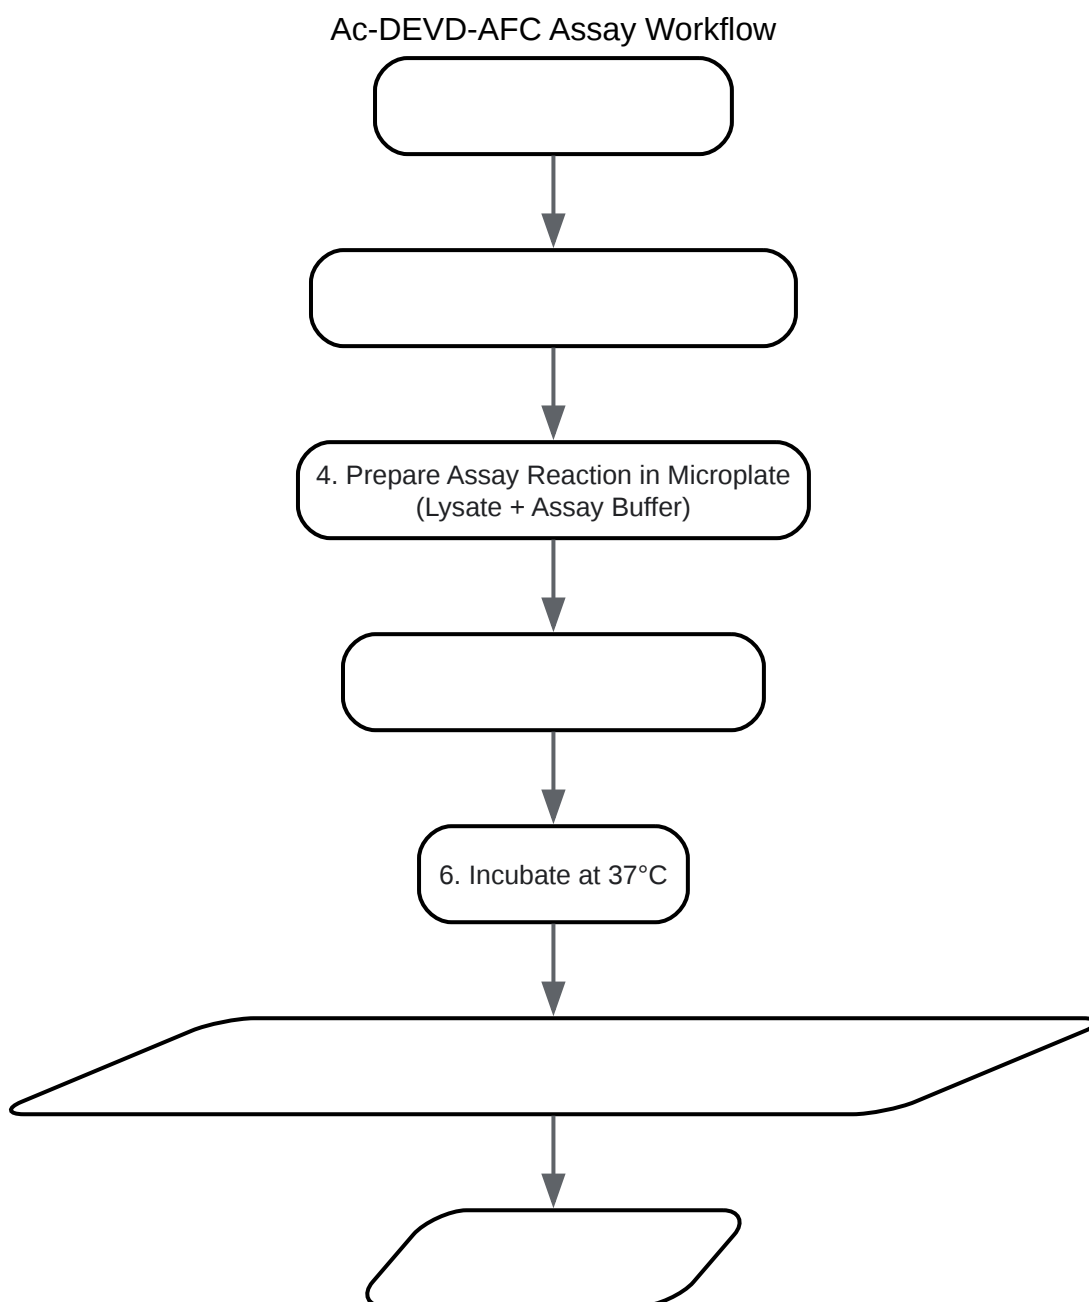 Ac-DEVD-AFC Assay Workflow
4. Prepare Assay Reaction in Microplate
(Lysate + Assay Buffer)
6. Incubate at 37°C